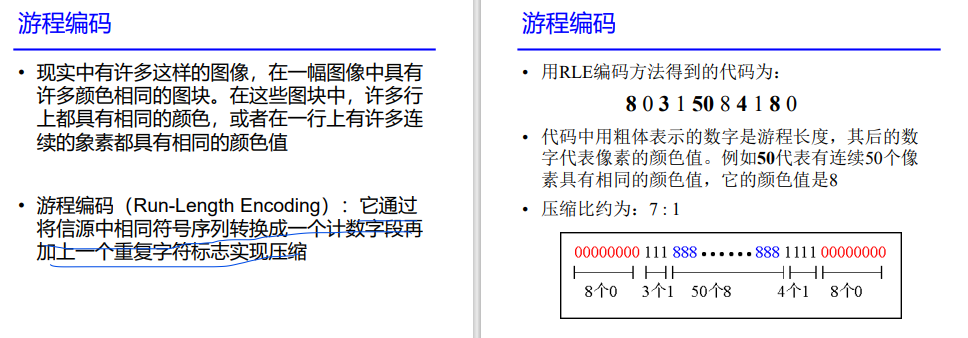 游程编码
• 现实中有许多这样的图像，在一幅图像中具有
许多颜色相同的图块。在这些图块中，许多行
上都具有相同的颜色，或者在一行上有许多连
续的象素都具有相同的颜色值
• 游程编码（Run-Length Encoding）：它通过
将信源中相同符号序列转换成一个计数字段再
加上一个重复字符标志实现压缩
游程编码
• 用RLE编码方法得到的代码为：
8 0 3 1 50 8 4 1 8 0
• 代码中用粗体表示的数字是游程长度，其后的数
字代表像素的颜色值。例如50代表有连续50个像
素具有相同的颜色值，它的颜色值是8
• 压缩比约为：7 : 1
00000000 111 888 •••••• 888 1111 00000000
8个0 3个1 50个8 4个1 8个0